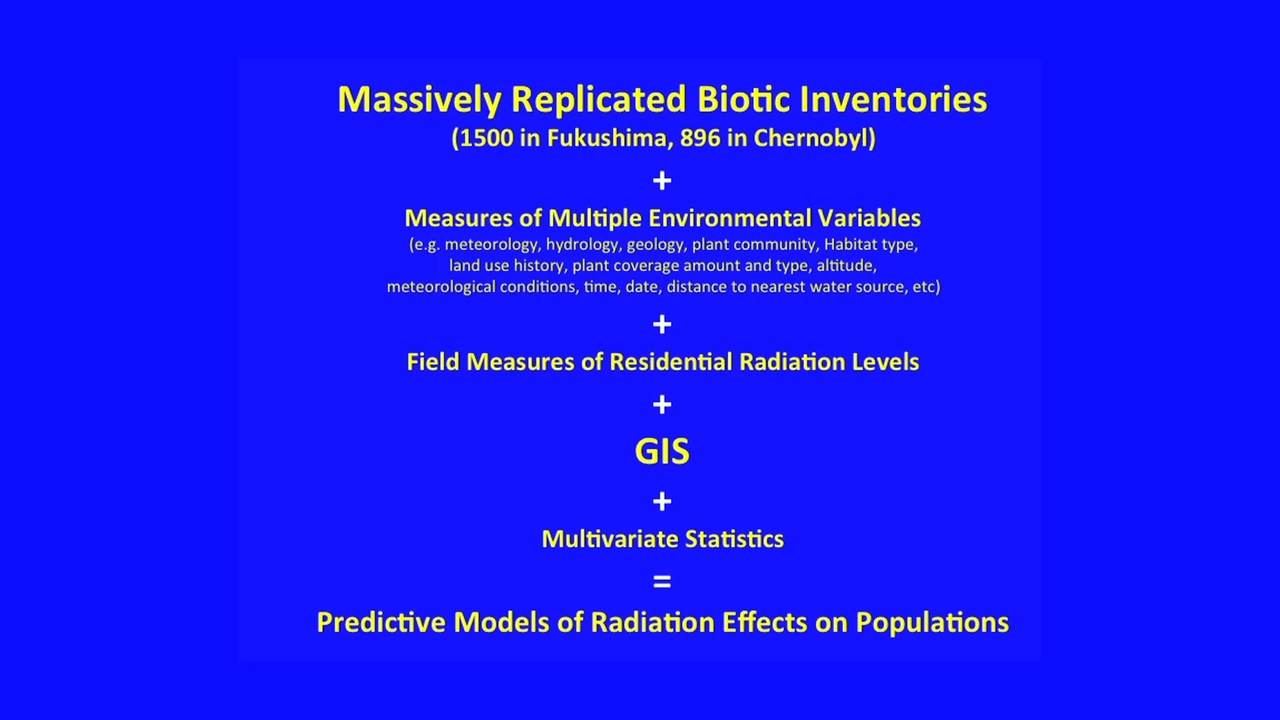 Massively Replicated Biotic Inventories
(1500 in Fukushima, 896 in Chernobyl)
+
Measures of Multiple Environmental Variables
(e.g. meteorology, hydrology, geology, plant community, Habitat type,
land use history, plant coverage amount and type, altitude,
meteorological conditions, time, date, distance to nearest water source, etc)
+
Field Measures of Residential Radiation Levels
+
GIS
+
Multivariate Statistics
=
Predictive Models of Radiation Effects on Populations